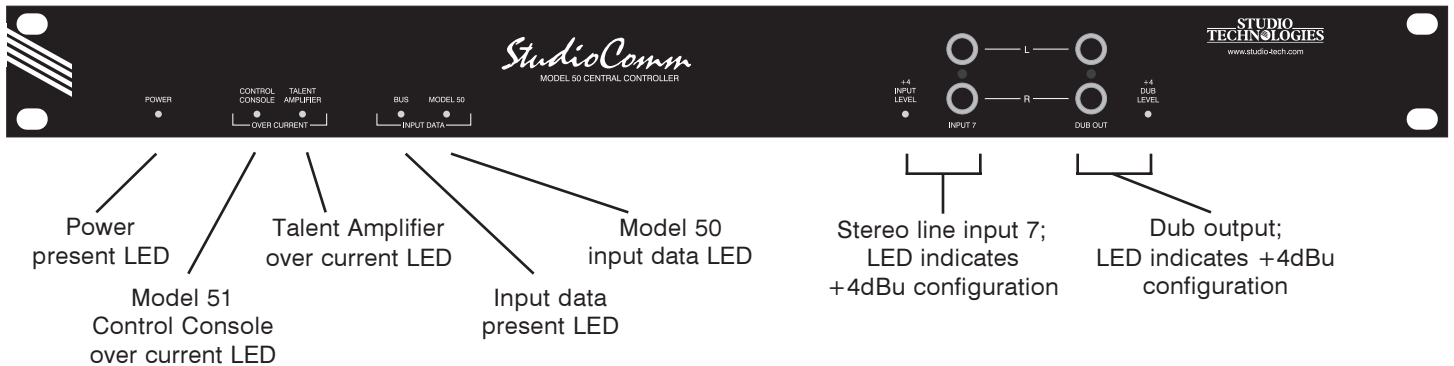 STUDIO
TECHNOLOGIES
www.studio-tech.com
StudioComm
MODEL 50 CENTRAL CONTROLLER
POWER
CONTROL
CONSOLE
TALENT
AMPLIFIER
OVER CURRENT
BUS
MODEL 50
INPUT DATA
+4
INPUT
LEVEL
L
R
INPUT 7
DUB OUT
+4
DUB
LEVEL
Power
present LED
Model 51
Control Console
over current LED
Talent Amplifier
over current LED
Input data
present LED
Model 50
input data LED
Stereo line input 7;
LED indicates
+4dBu configuration
Dub output;
LED indicates +4dBu
configuration